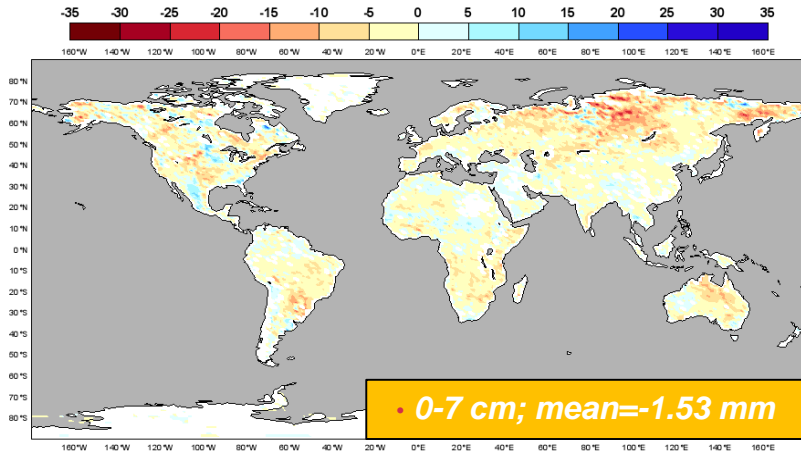 -35 -30 -25 -20 -15 -10 -5 0 5 10 15 20 25 30 35
160°W 140°W 120°W 100°W 80°W 60°W 40°W 20°W 0°E 20°E 40°E 60°E 80°E 100°E 120°E 140°E 160°E
80°N
70°N
60°N
50°N
40°N
30°N
20°N
10°N
0°N
10°S
20°S
30°S
40°S
50°S
60°S
70°S
80°S
• 0-7 cm; mean=-1.53 mm
160°W 140°W 120°W 100°W 80°W 60°W 40°W 20°W 0°E 20°E 40°E 60°E 80°E 100°E 120°E 140°E 160°E